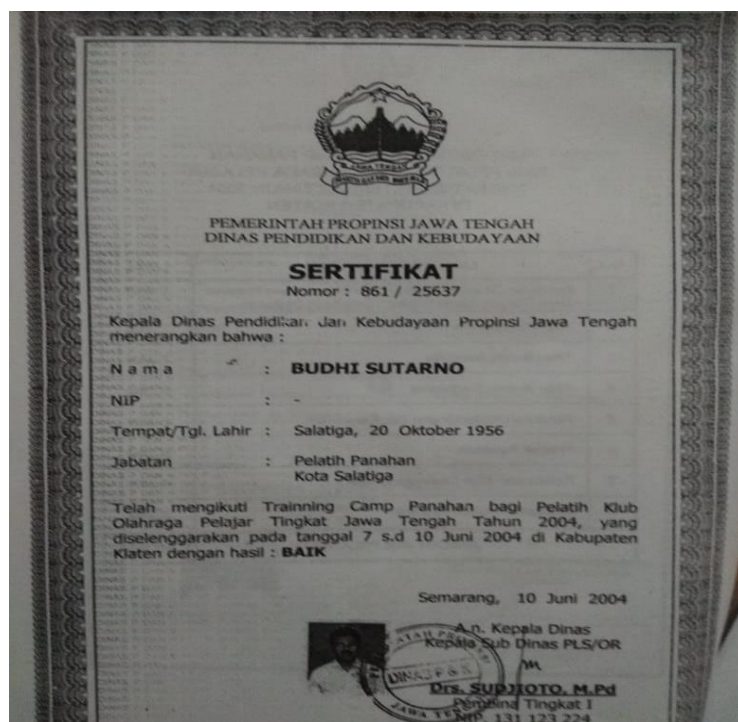 JAWA TENGAH
PEMERINTAH PROPINSI JAWA TENGAH
DINAS PENDIDIKAN DAN KEBUDAYAAN
SERTIFIKAT
Nomor : 861 / 25637
Kepala Dinas Pendidikan dan Kebudayaan Propinsi Jawa Tengah
menerangkan bahwa :
N a m a : BUDHI SUTARNO
NIP : -
Tempat/Tgl. Lahir : Salatiga, 20 Oktober 1956
Jabatan : Pelatih Panahan
Kota Salatiga
Telah mengikuti Trainning Camp Panahan bagi Pelatih Klub
Olahraga Pelajar Tingkat Jawa Tengah Tahun 2004, yang
diselenggarakan pada tanggal 7 s.d 10 Juni 2004 di Kabupaten
Klaten dengan hasil : BAIK
Semarang, 10 Juni 2004
A.n. Kepala Dinas
Kepala Sub Dinas PLS/OR
DINAS P & K
Drs. SUDJIOTO, M.Pd
Pembina Tingkat I
NIP. 131 123 224